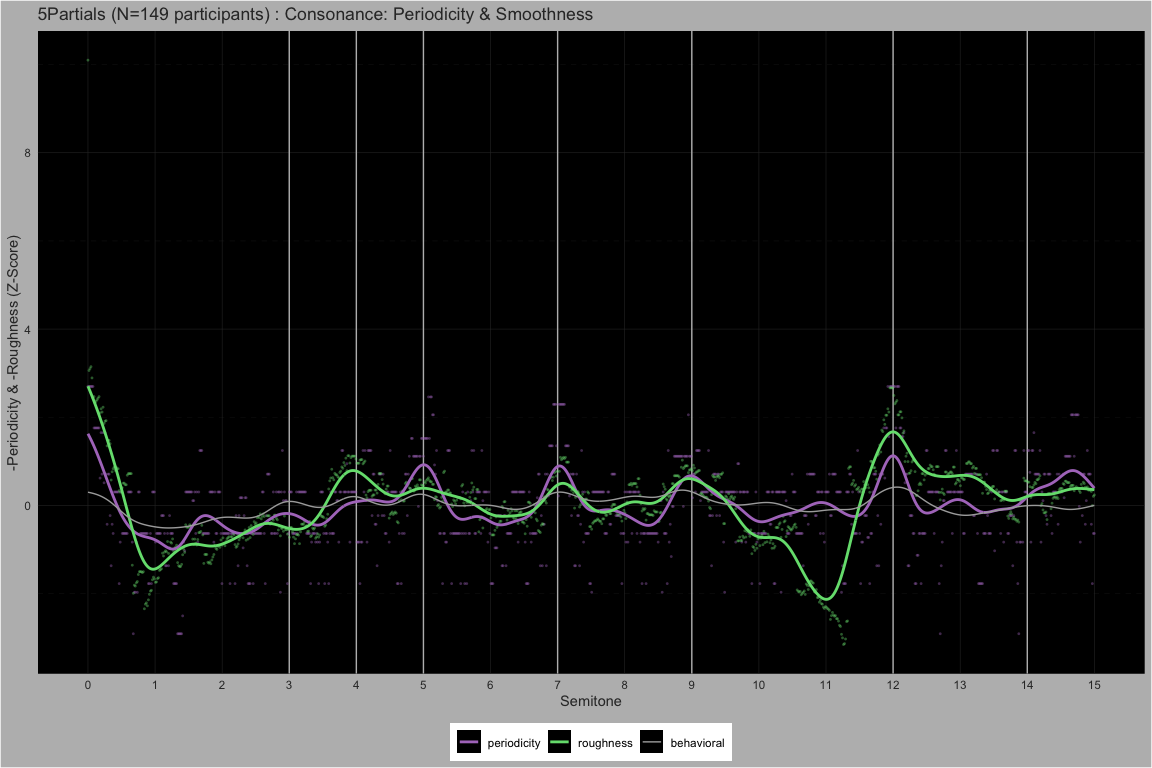 5Partials (N=149 participants) : Consonance: Periodicity & Smoothness
-Periodicity & -Roughness (Z-Score)
8
4
0
0 1 2 3 4 5 6 7 8 9 10 11 12 13 14 15
Semitone
periodicity roughness behavioral